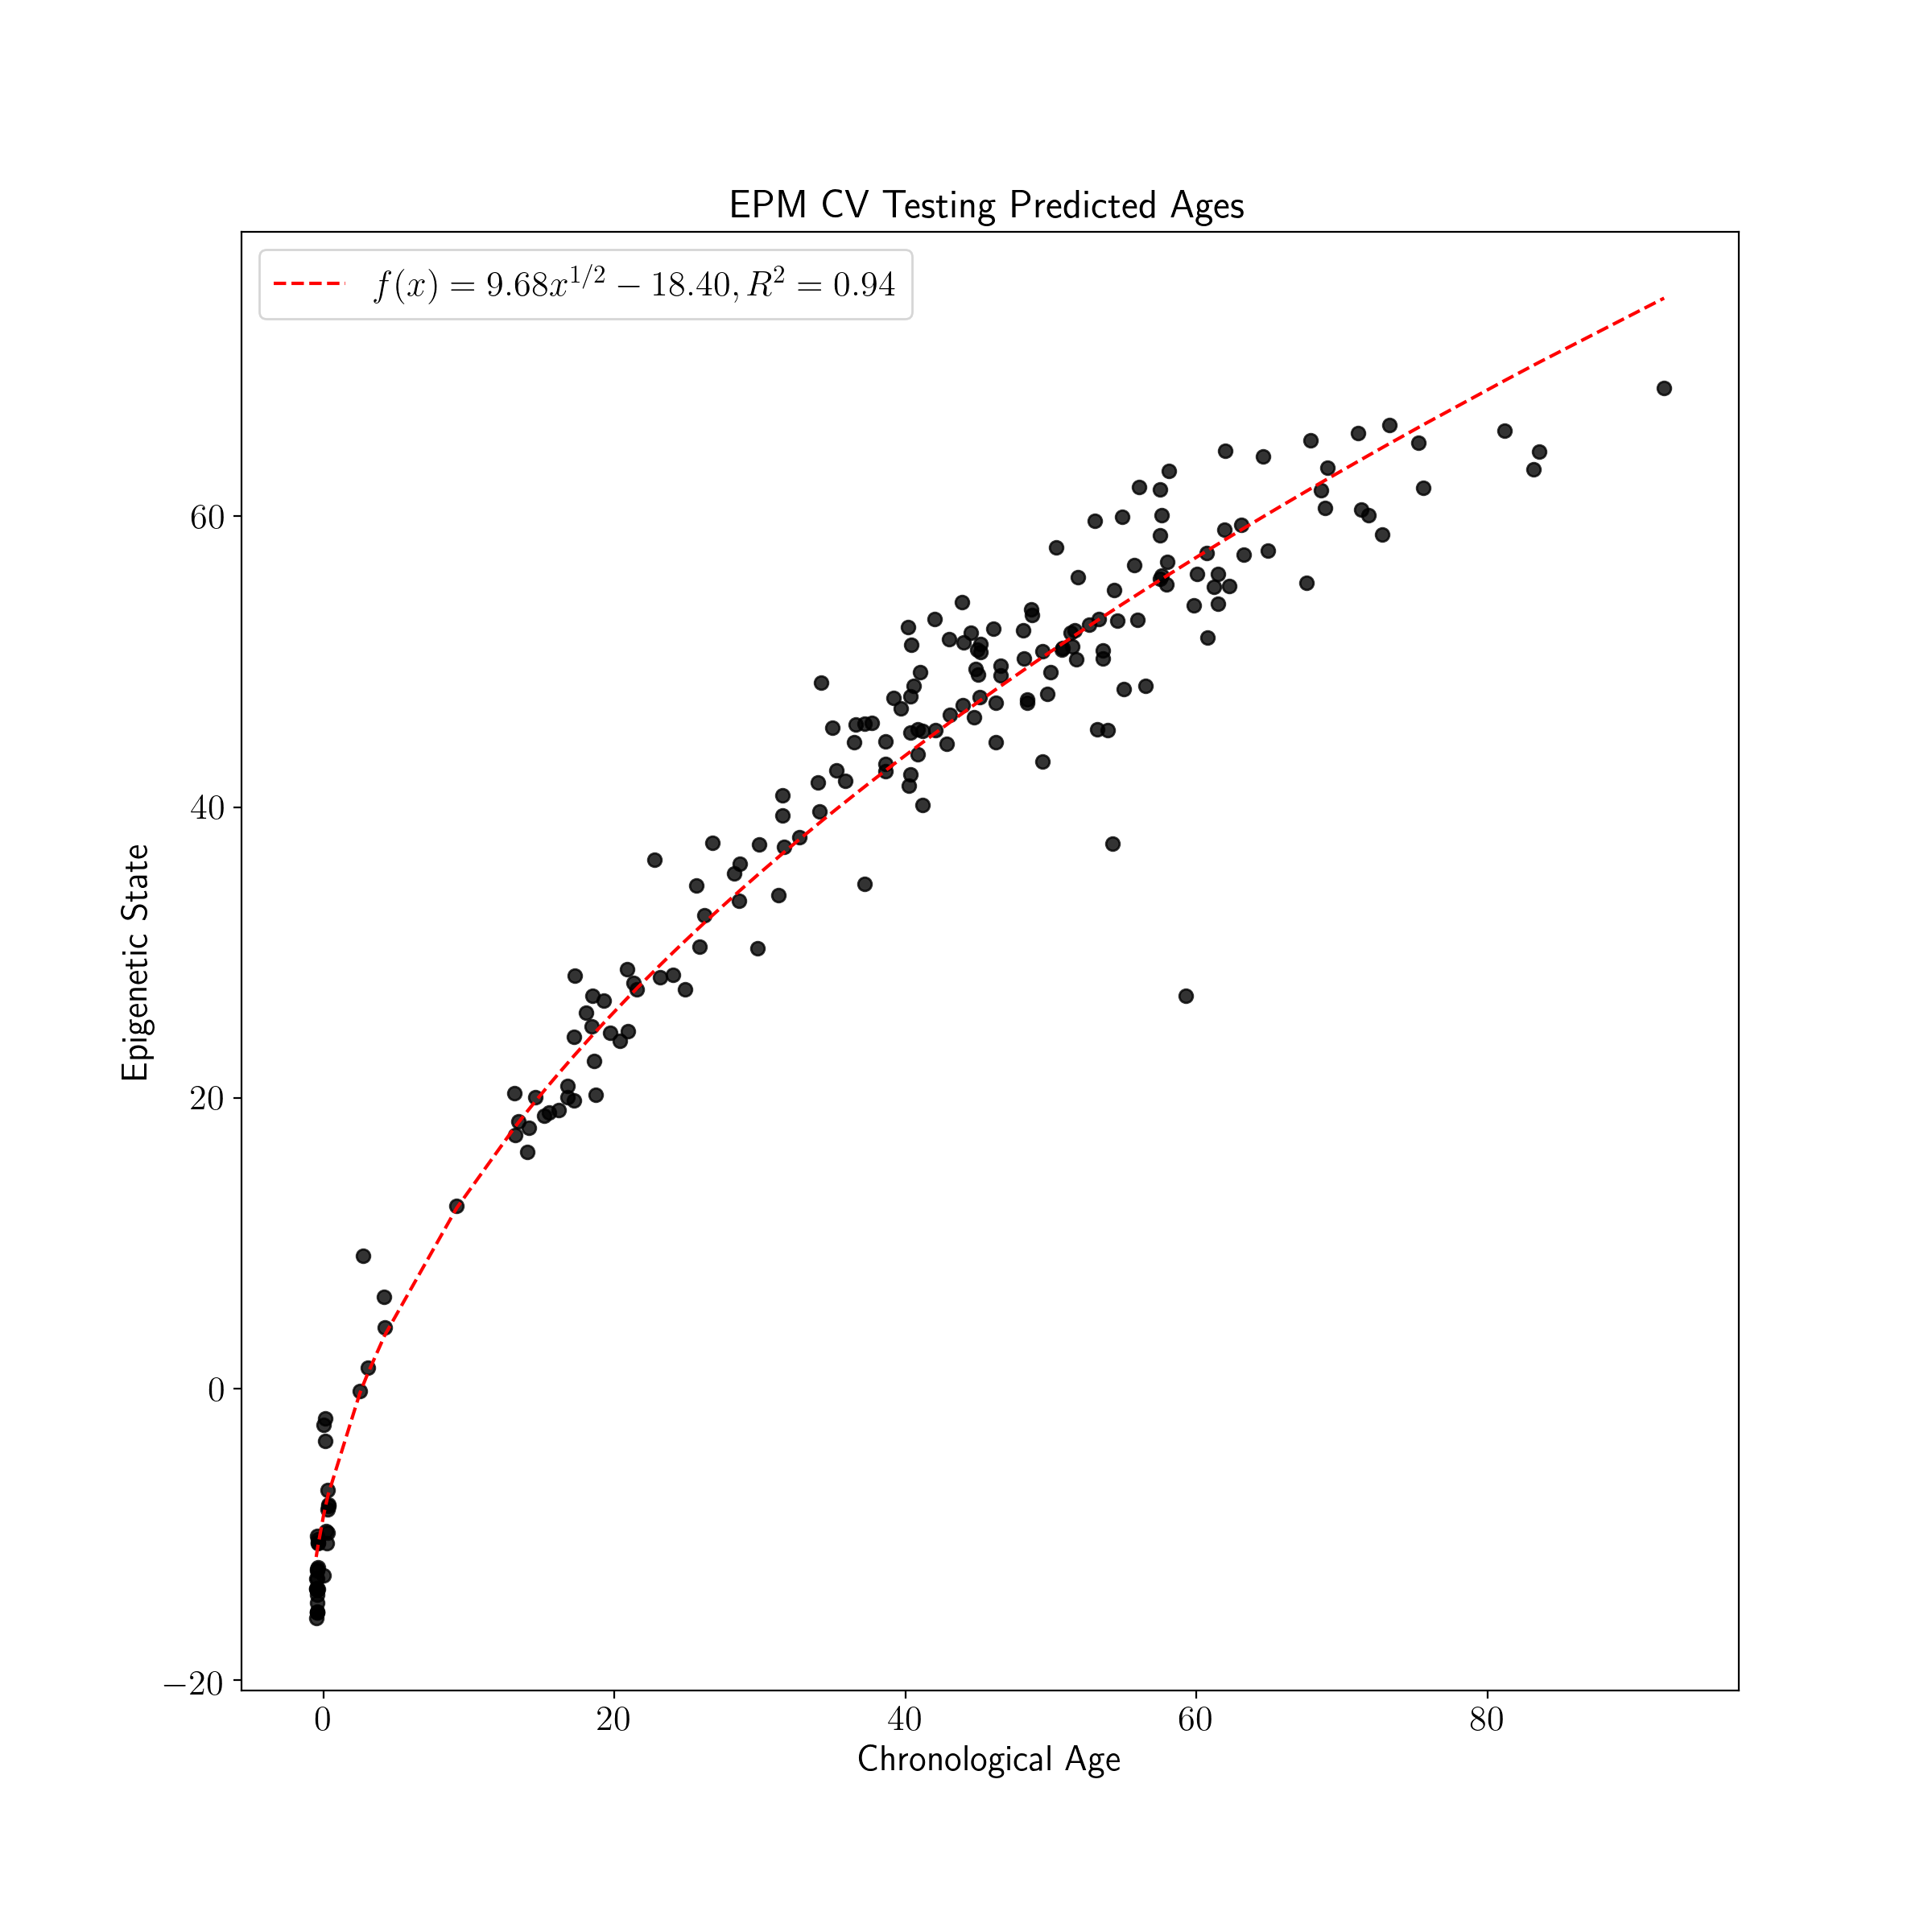 EPM CV Testing Predicted Ages
f(x) = 9.68x^{1/2} − 18.40, R^2 = 0.94
60
40
20
0
−20
Epigenetic State
0 20 40 60 80
Chronological Age